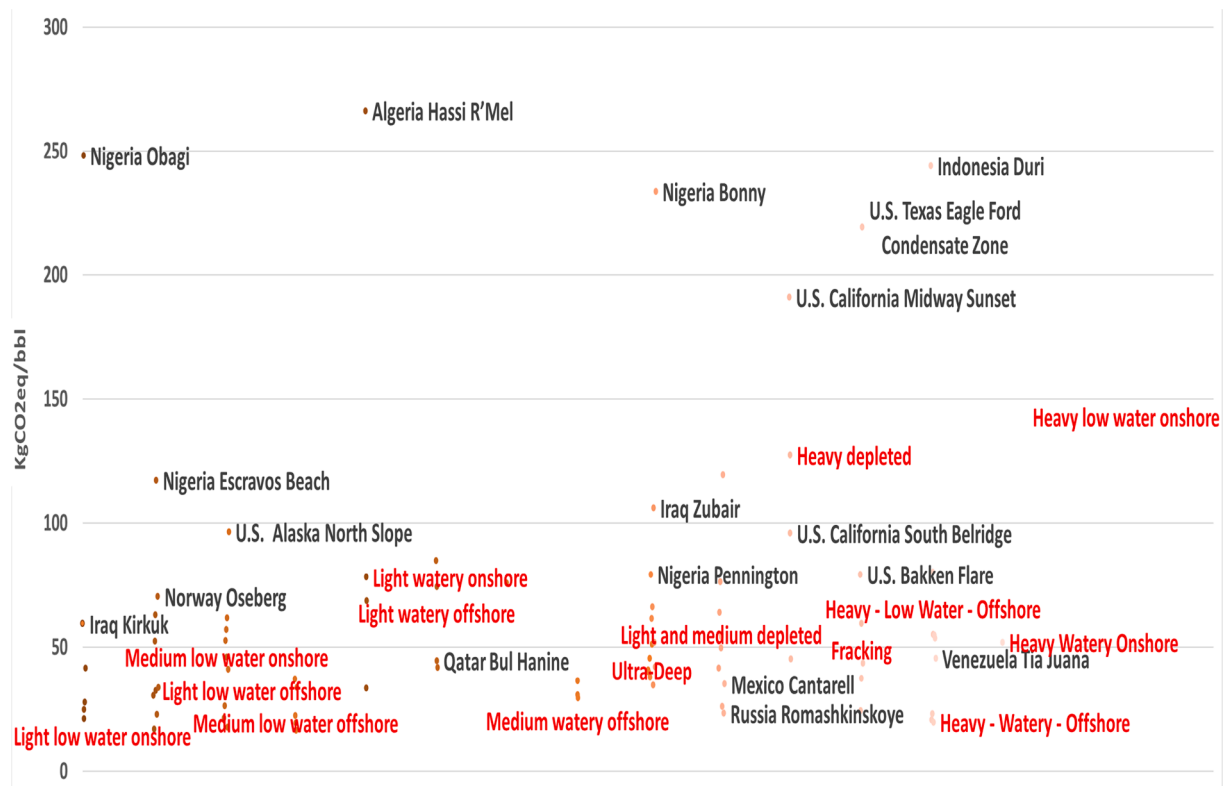 300
Algeria Hassi R’Mel
250
Nigeria Obagi
Indonesia Duri
Nigeria Bonny
U.S. Texas Eagle Ford
Condensate Zone
200
U.S. California Midway Sunset
KgCO2eq/bbl
150
Heavy low water onshore
Heavy depleted
Nigeria Escravos Beach
Iraq Zubair
100
U.S. Alaska North Slope
U.S. California South Belridge
Light watery onshore
Nigeria Pennington
U.S. Bakken Flare
Norway Oseberg
Light watery offshore
Heavy - Low Water - Offshore
Iraq Kirkuk
Light and medium depleted
50
Heavy Watery Onshore
Fracking
Medium low water onshore
Qatar Bul Hanine
Venezuela Tia Juana
Ultra-Deep
Light low water offshore
Mexico Cantarell
Medium low water offshore
Medium watery offshore
Russia Romashkinskoye
Heavy - Watery - Offshore
Light low water onshore
0